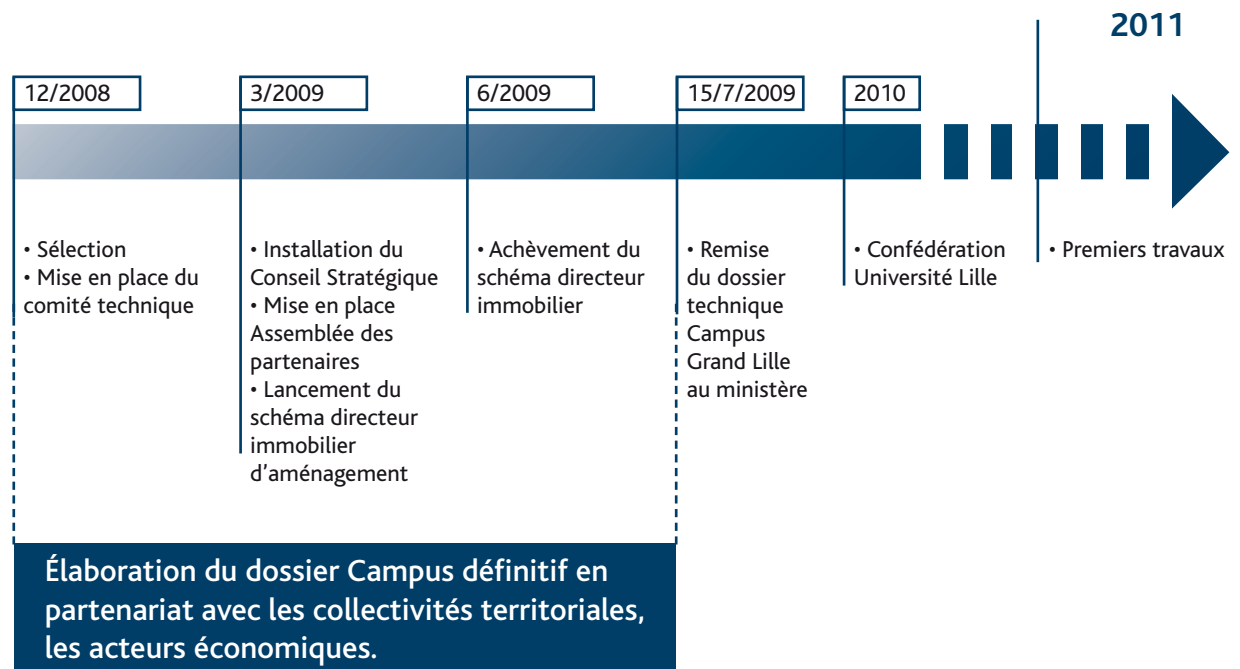 2011
12/2008
3/2009
6/2009
15/7/2009
2010
• Sélection
• Mise en place du
comité technique
• Installation du
Conseil Stratégique
• Mise en place
Assemblée des
partenaires
• Lancement du
schéma directeur
immobilier
d'aménagement
• Achèvement du
schéma directeur
immobilier
• Remise
du dossier
technique
Campus
Grand Lille
au ministère
• Confédération
Université Lille
• Premiers travaux
Élaboration du dossier Campus définitif en
partenariat avec les collectivités territoriales,
les acteurs économiques.